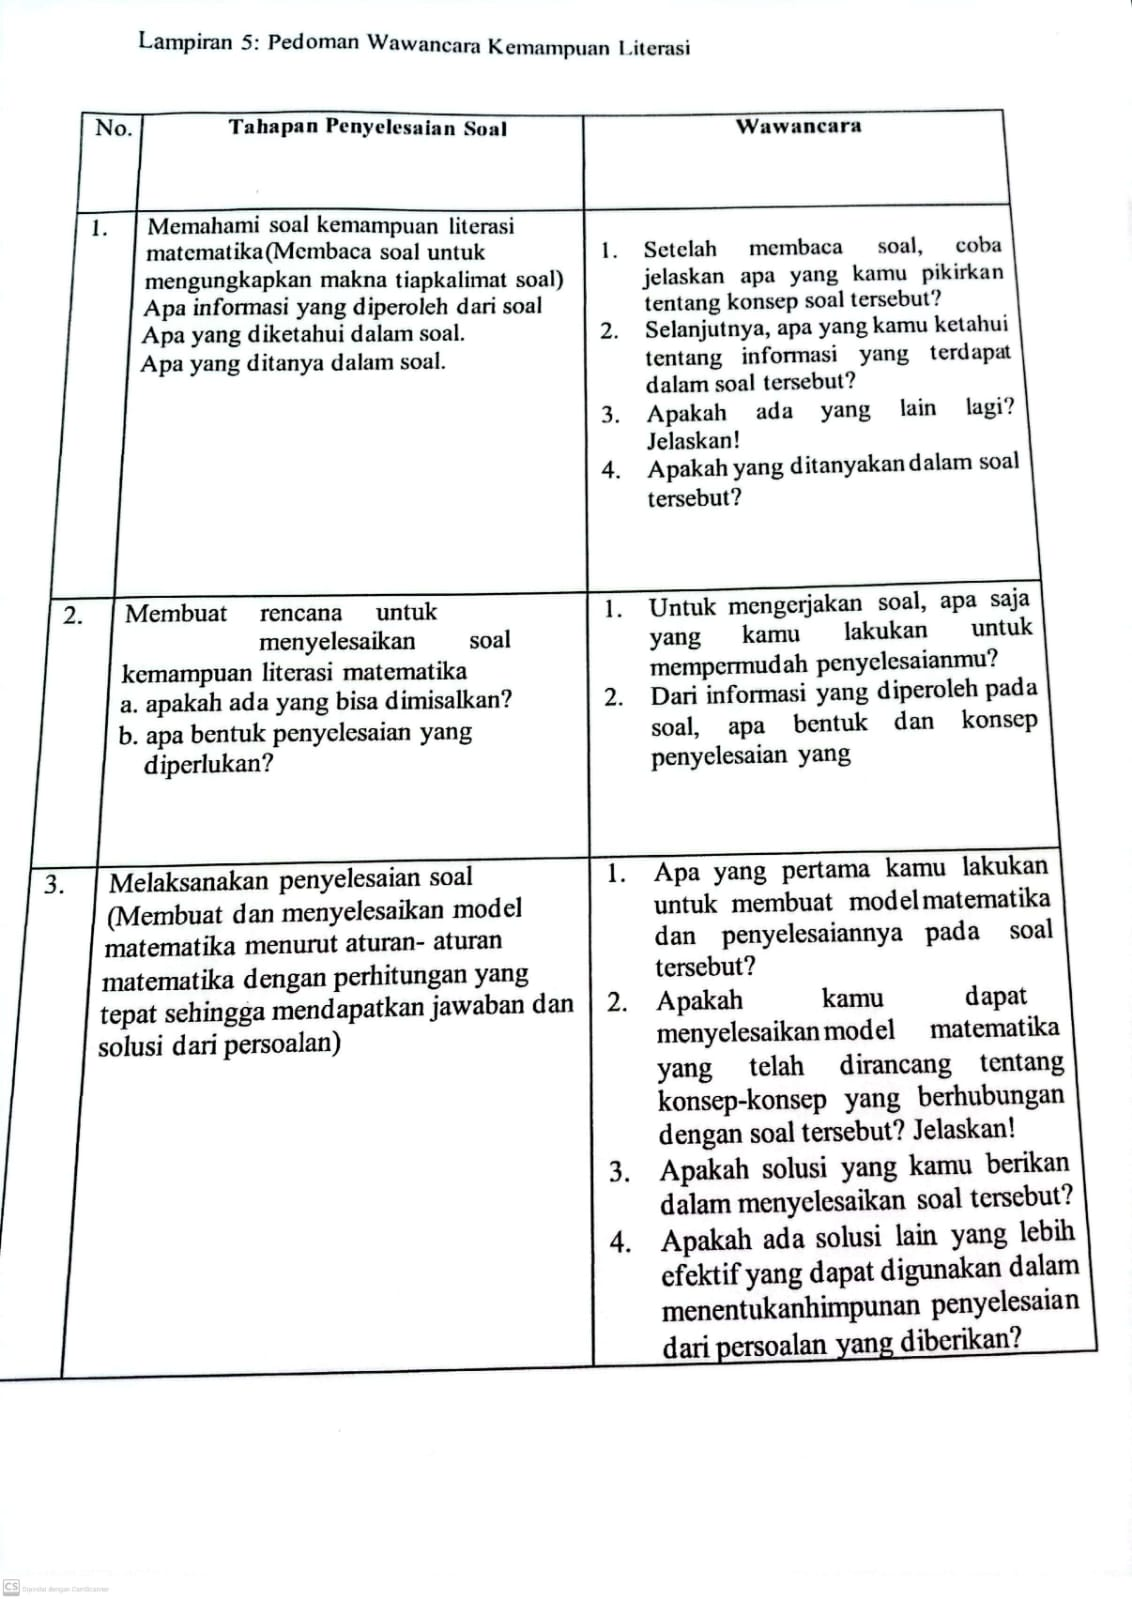 Lampiran 5: Pedoman Wawancara Kemampuan Literasi
No.
Tahapan Penyelesaian Soal
Wawancara
1.
Memahami soal kemampuan literasi
matematika(Membaca soal untuk
mengungkapkan makna tiapkalimat soal)
Apa informasi yang diperoleh dari soal
Apa yang diketahui dalam soal.
Apa yang ditanya dalam soal.
1. Setelah membaca soal, coba
jelaskan apa yang kamu pikirkan
tentang konsep soal tersebut?
2. Selanjutnya, apa yang kamu ketahui
tentang informasi yang terdapat
dalam soal tersebut?
3. Apakah ada yang lain lagi?
Jelaskan!
4. Apakah yang ditanyakan dalam soal
tersebut?
2.
Membuat rencana untuk
menyelesaikan soal
kemampuan literasi matematika
a. apakah ada yang bisa dimisalkan?
b. apa bentuk penyelesaian yang
diperlukan?
1. Untuk mengerjakan soal, apa saja
yang kamu lakukan untuk
mempermudah penyelesaianmu?
2. Dari informasi yang diperoleh pada
soal, apa bentuk dan konsep
penyelesaian yang
3.
Melaksanakan penyelesaian soal
(Membuat dan menyelesaikan model
matematika menurut aturan- aturan
matematika dengan perhitungan yang
tepat sehingga mendapatkan jawaban dan
solusi dari persoalan)
1. Apa yang pertama kamu lakukan
untuk membuat model matematika
dan penyelesaiannya pada soal
tersebut?
2. Apakah kamu dapat
menyelesaikan model matematika
yang telah dirancang tentang
konsep-konsep yang berhubungan
dengan soal tersebut? Jelaskan!
3. Apakah solusi yang kamu berikan
dalam menyelesaikan soal tersebut?
4. Apakah ada solusi lain yang lebih
efektif yang dapat digunakan dalam
menentukanhimpunan penyelesaian
dari persoalan yang diberikan?
CS Dipindai dengan CamScanner